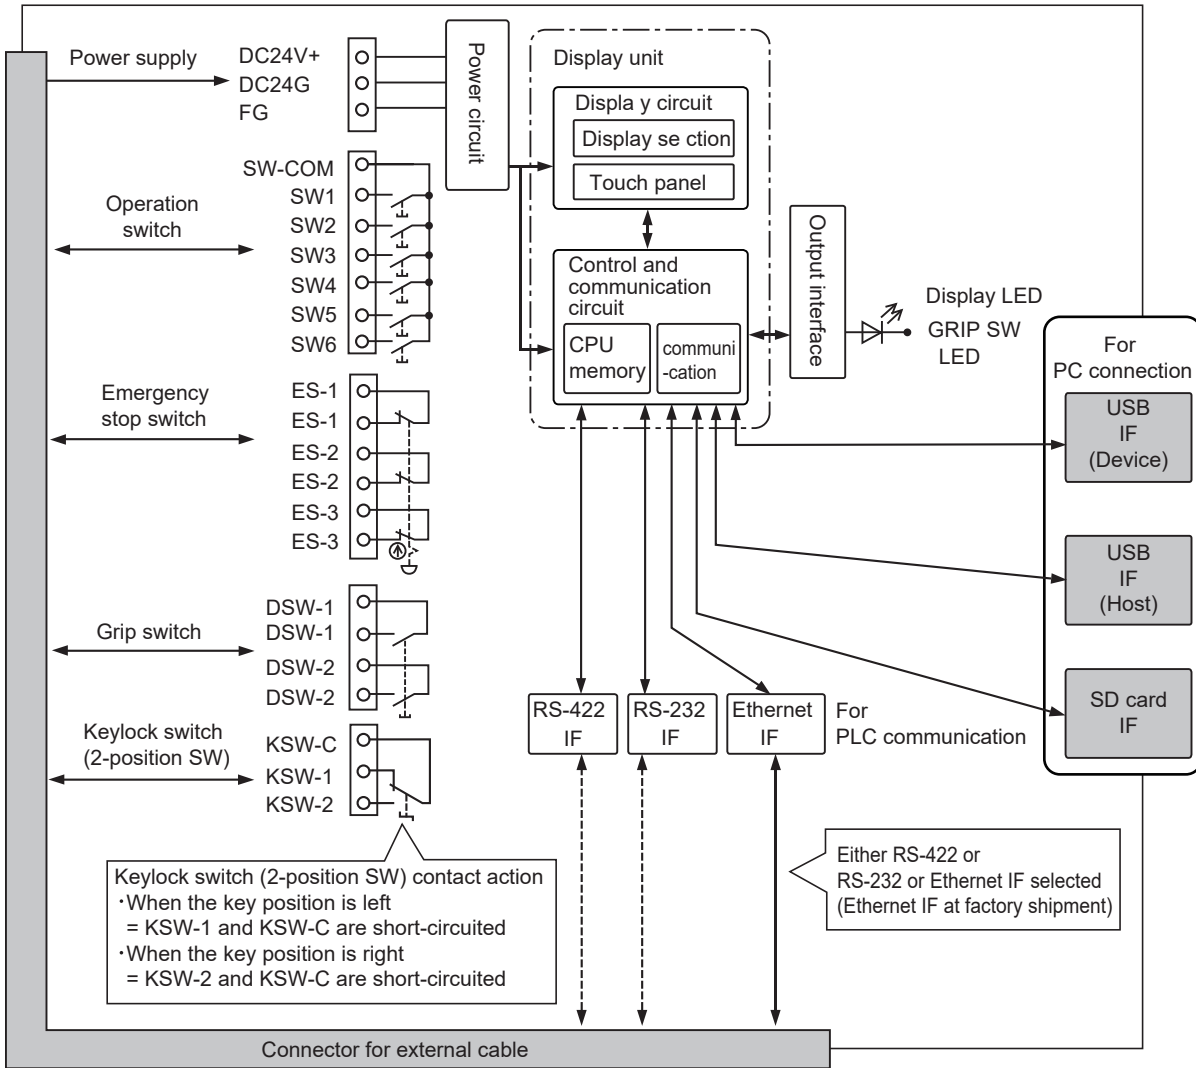 Power supply
DC24V+
DC24G
FG
Power circuit
Display unit
Displa y circuit
Display se ction
Touch panel
Operation
switch
SW-COM
SW1
SW2
SW3
SW4
SW5
SW6
Control and
communication
circuit
CPU
memory
communi
-cation
Output interface
Display LED
GRIP SW
LED
For
PC connection
USB
IF
(Device)
USB
IF
(Host)
SD card
IF
Emergency
stop switch
ES-1
ES-1
ES-2
ES-2
ES-3
ES-3
Grip switch
DSW-1
DSW-1
DSW-2
DSW-2
Keylock switch
(2-position SW)
KSW-C
KSW-1
KSW-2
RS-422
IF
RS-232
IF
Ethernet
IF
For
PLC communication
Keylock switch (2-position SW) contact action
・When the key position is left
= KSW-1 and KSW-C are short-circuited
・When the key position is right
= KSW-2 and KSW-C are short-circuited
Either RS-422 or
RS-232 or Ethernet IF selected
(Ethernet IF at factory shipment)
Connector for external cable